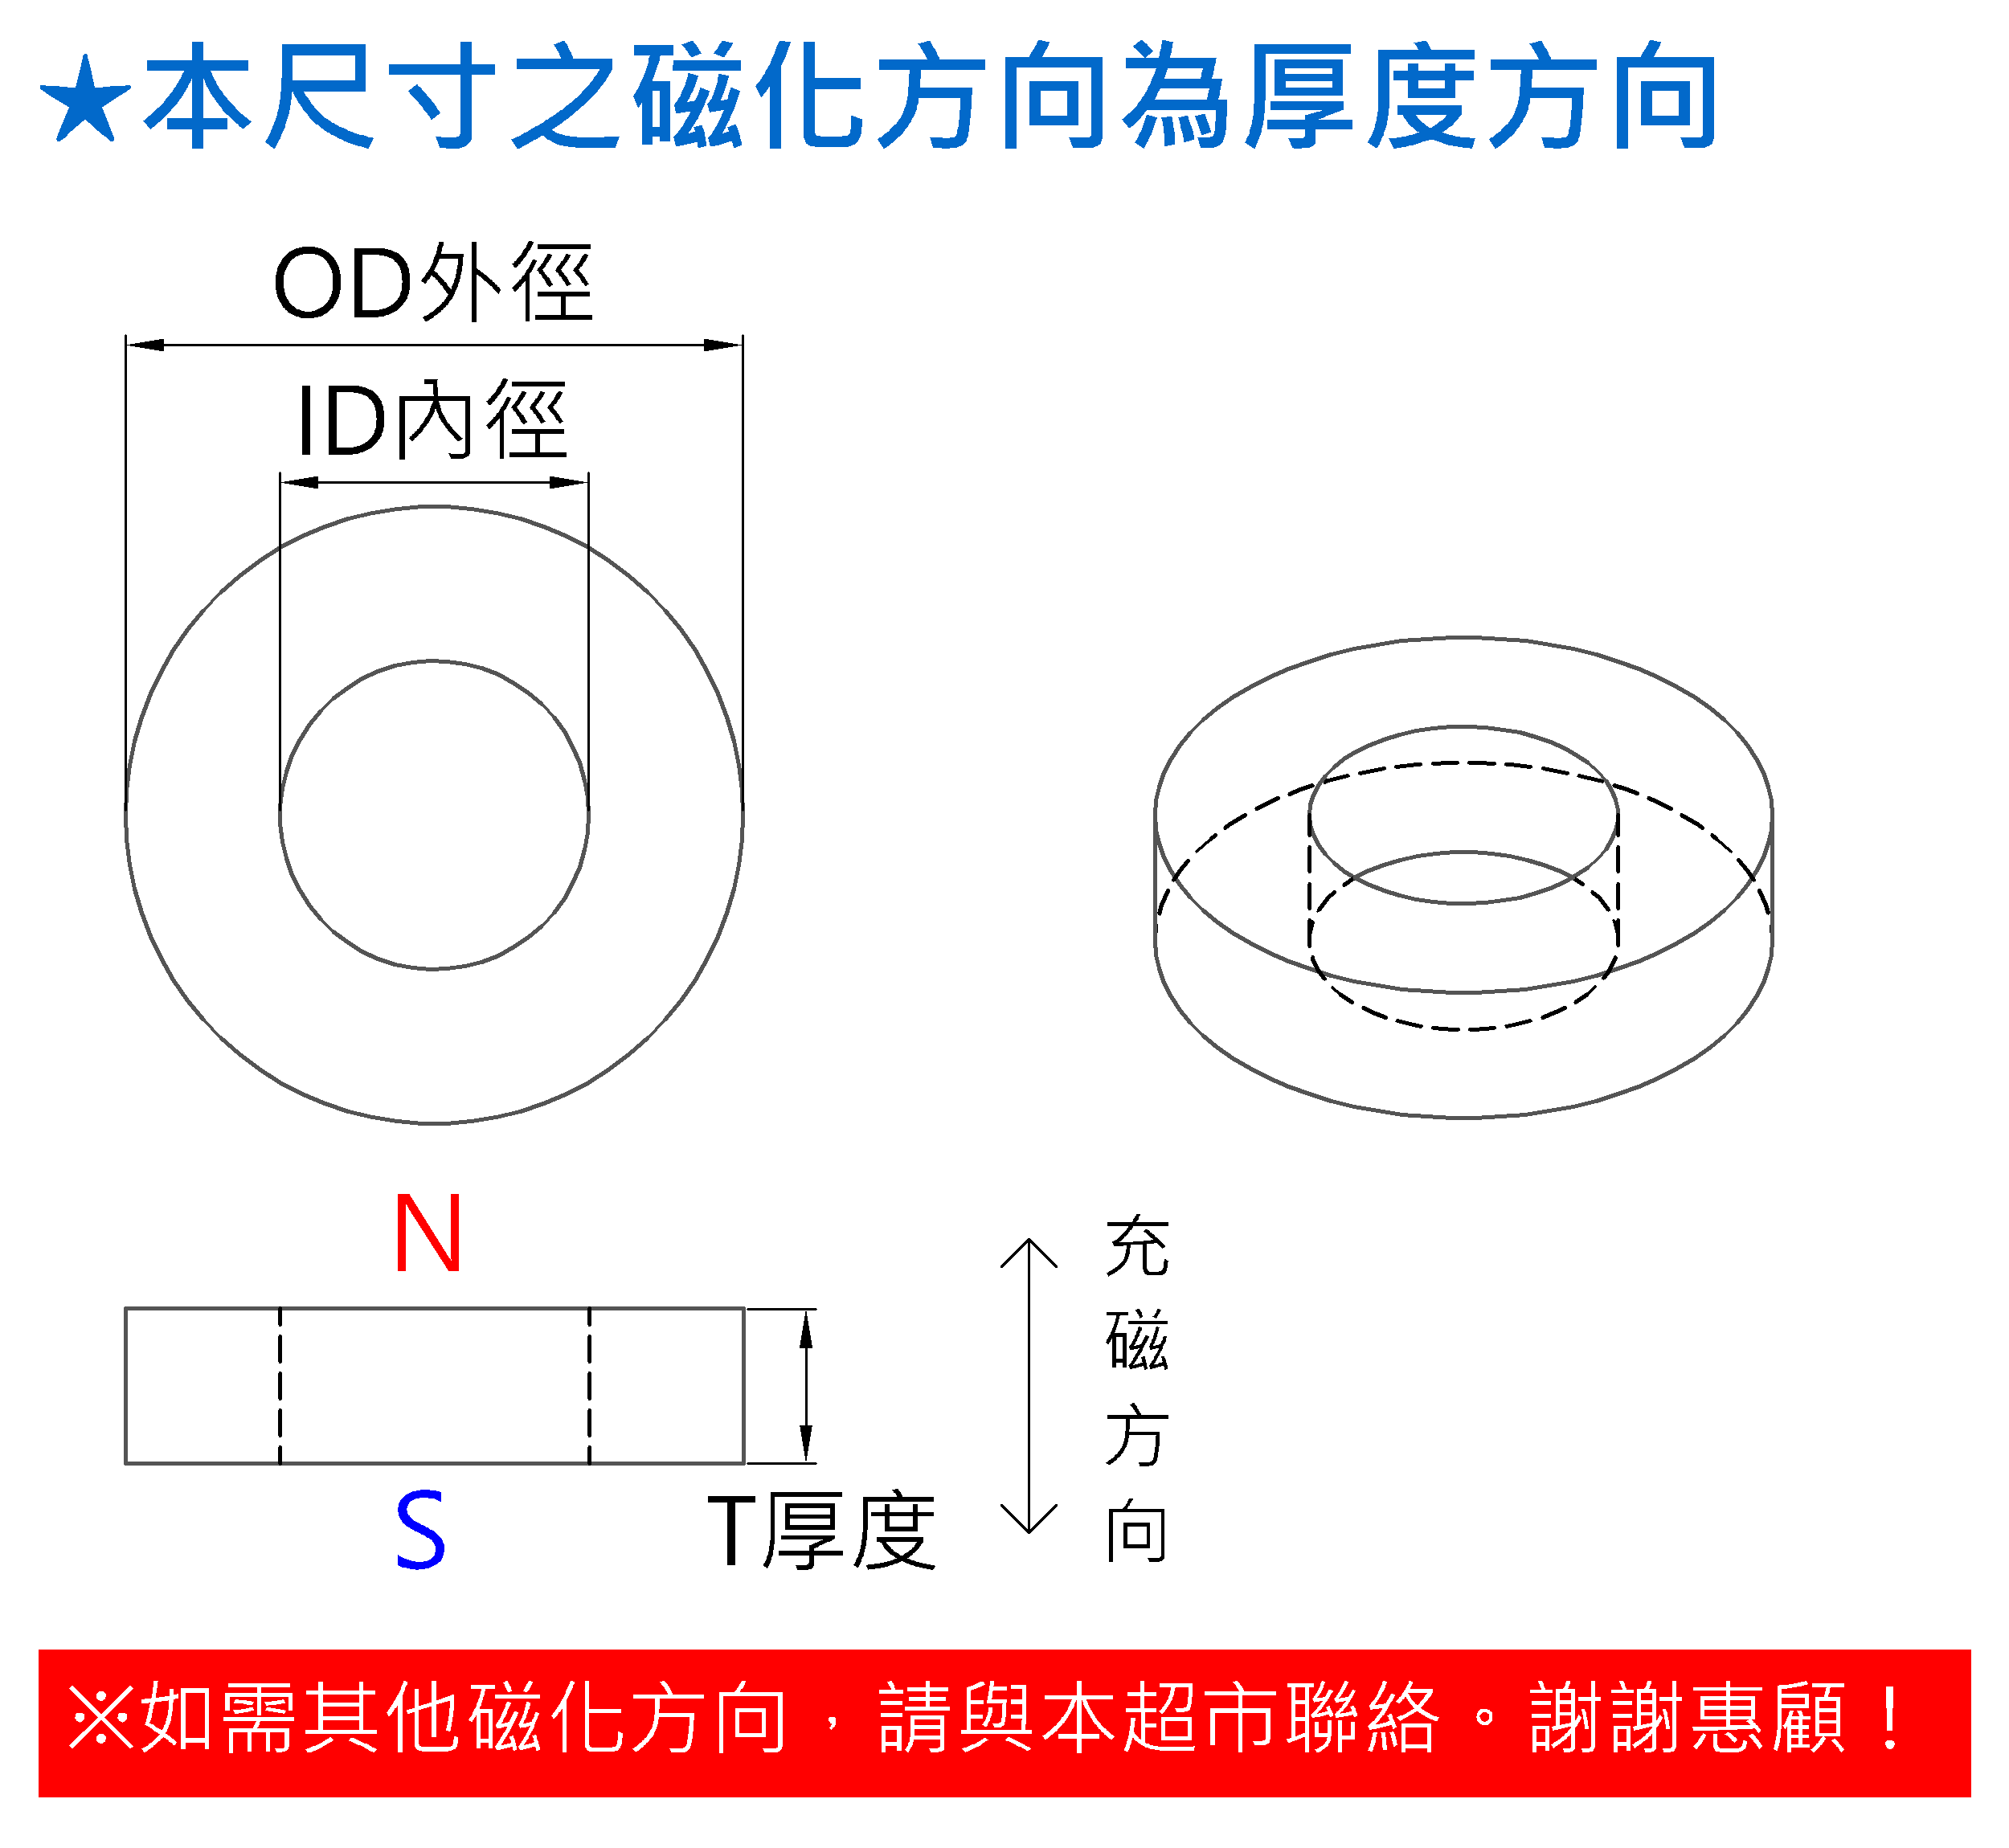 ★本尺寸之磁化方向為厚度方向
OD外徑
ID內徑
N
S
T厚度
充磁方向
※如需其他磁化方向，請與本超市聯絡。謝謝惠顧！